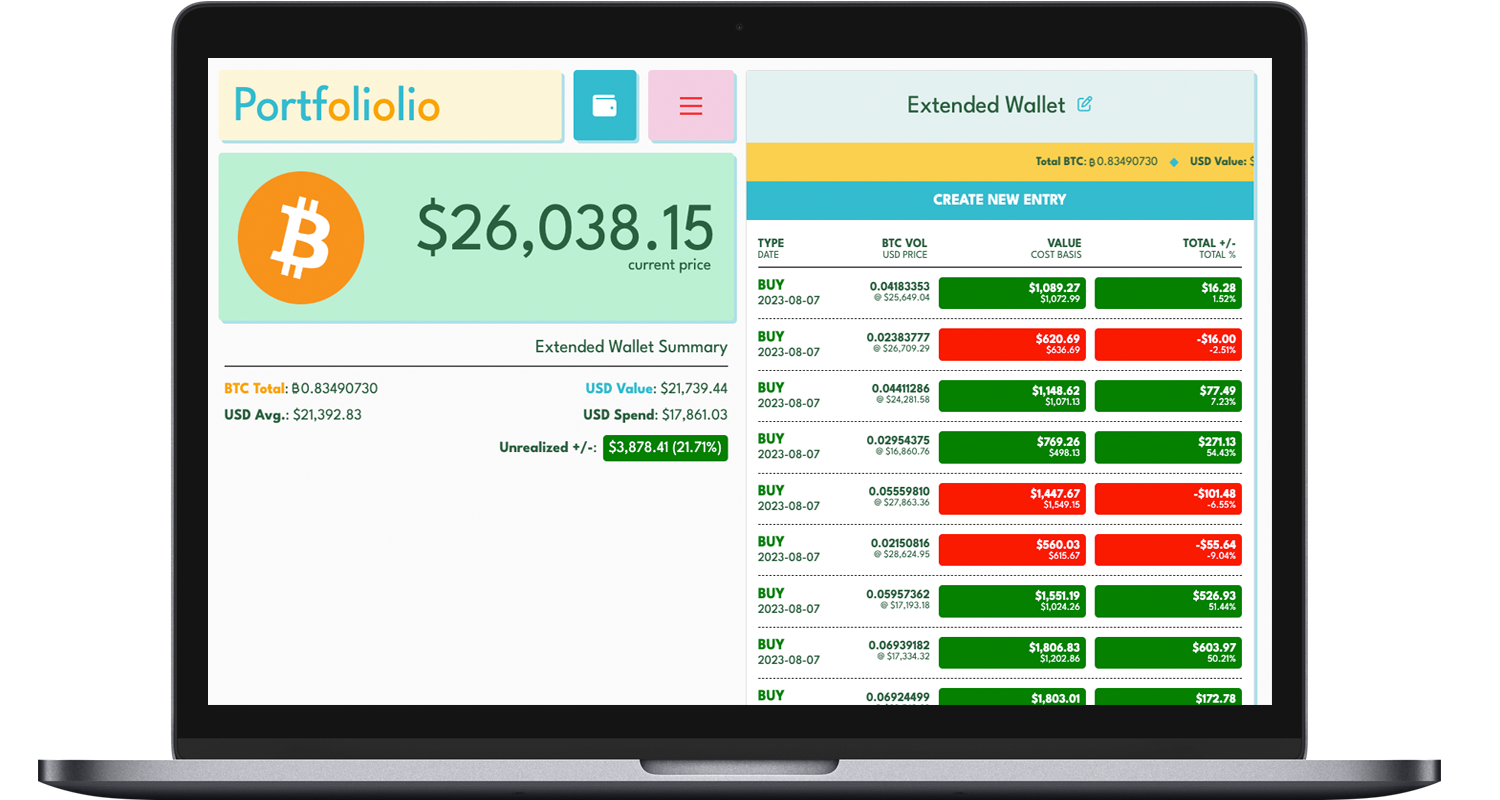 Portfoliolio
$26,038.15
current price
Extended Wallet Summary
BTC Total: ₿0.83490730 USD Value: $21,739.44
USD Avg.: $21,392.83 USD Spend: $17,861.03
Unrealized +/-: $3,878.41 (21.71%)
Extended Wallet
Total BTC: ₿0.83490730 ◆ USD Value: $
CREATE NEW ENTRY
TYPE BTC VOL VALUE TOTAL +/-
DATE USD PRICE COST BASIS TOTAL %
BUY 0.04183353 $1,089.27 $16.28
2023-08-07 @ $25,649.04 $1,072.99 1.52%
BUY 0.02383777 $620.69 -$16.00
2023-08-07 @ $26,709.29 $636.69 -2.51%
BUY 0.04411286 $1,148.62 $77.49
2023-08-07 @ $24,281.58 $1,071.13 7.23%
BUY 0.02954375 $769.26 $271.13
2023-08-07 @ $16,860.76 $498.13 54.43%
BUY 0.05559810 $1,447.67 -$101.48
2023-08-07 @ $27,863.36 $1,549.15 -6.55%
BUY 0.02150816 $560.03 -$55.64
2023-08-07 @ $28,624.95 $615.67 -9.04%
BUY 0.05957362 $1,551.19 $526.93
2023-08-07 @ $17,193.18 $1,024.26 51.44%
BUY 0.06939182 $1,806.83 $603.97
2023-08-07 @ $17,334.32 $1,202.86 50.21%
BUY 0.06924499 $1,803.01 $172.78